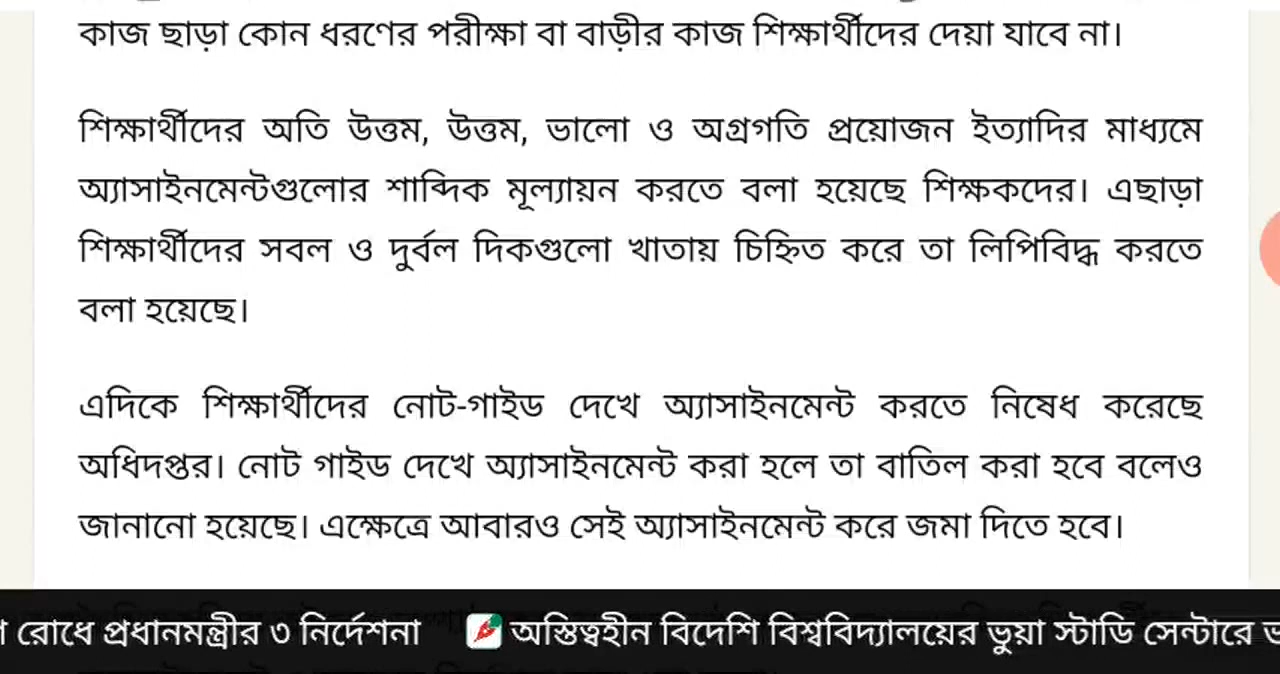 কাজ ছাড়া কোন ধরণের পরীক্ষা বা বাড়ীর কাজ শিক্ষার্থীদের দেয়া যাবে না।
শিক্ষার্থীদের অতি উত্তম, উত্তম, ভালো ও অগ্রগতি প্রয়োজন ইত্যাদির মাধ্যমে
অ্যাসাইনমেন্টগুলোর শাব্দিক মূল্যায়ন করতে বলা হয়েছে শিক্ষকদের। এছাড়া
শিক্ষার্থীদের সবল ও দুর্বল দিকগুলো খাতায় চিহ্নিত করে তা লিপিবিদ্ধ করতে
বলা হয়েছে।
এদিকে শিক্ষার্থীদের নোট-গাইড দেখে অ্যাসাইনমেন্ট করতে নিষেধ করেছে
অধিদপ্তর। নোট গাইড দেখে অ্যাসাইনমেন্ট করা হলে তা বাতিল করা হবে বলেও
জানানো হয়েছে। এক্ষেত্রে আবারও সেই অ্যাসাইনমেন্ট করে জমা দিতে হবে।
রোধে প্রধানমন্ত্রীর ৩ নির্দেশনা অস্তিত্বহীন বিদেশি বিশ্ববিদ্যালয়ের ভুয়া স্টাডি সেন্টারে